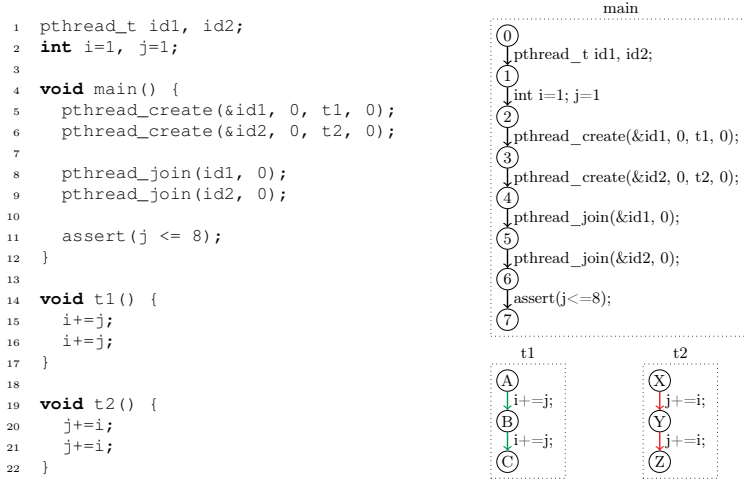 1 pthread_t id1, id2;
2 int i=1, j=1;
3
4 void main() {
5 pthread_create(&id1, 0, t1, 0);
6 pthread_create(&id2, 0, t2, 0);
7
8 pthread_join(id1, 0);
9 pthread_join(id2, 0);
10
11 assert(j <= 8);
12 }
13
14 void t1() {
15 i+=j;
16 i+=j;
17 }
18
19 void t2() {
20 j+=i;
21 j+=i;
22 }
main
0
pthread_t id1, id2;
1
int i=1; j=1
2
pthread_create(&id1, 0, t1, 0);
3
pthread_create(&id2, 0, t2, 0);
4
pthread_join(&id1, 0);
5
pthread_join(&id2, 0);
6
assert(j<=8);
7
t1
A
i+=j;
B
i+=j;
C
t2
X
j+=i;
Y
j+=i;
Z